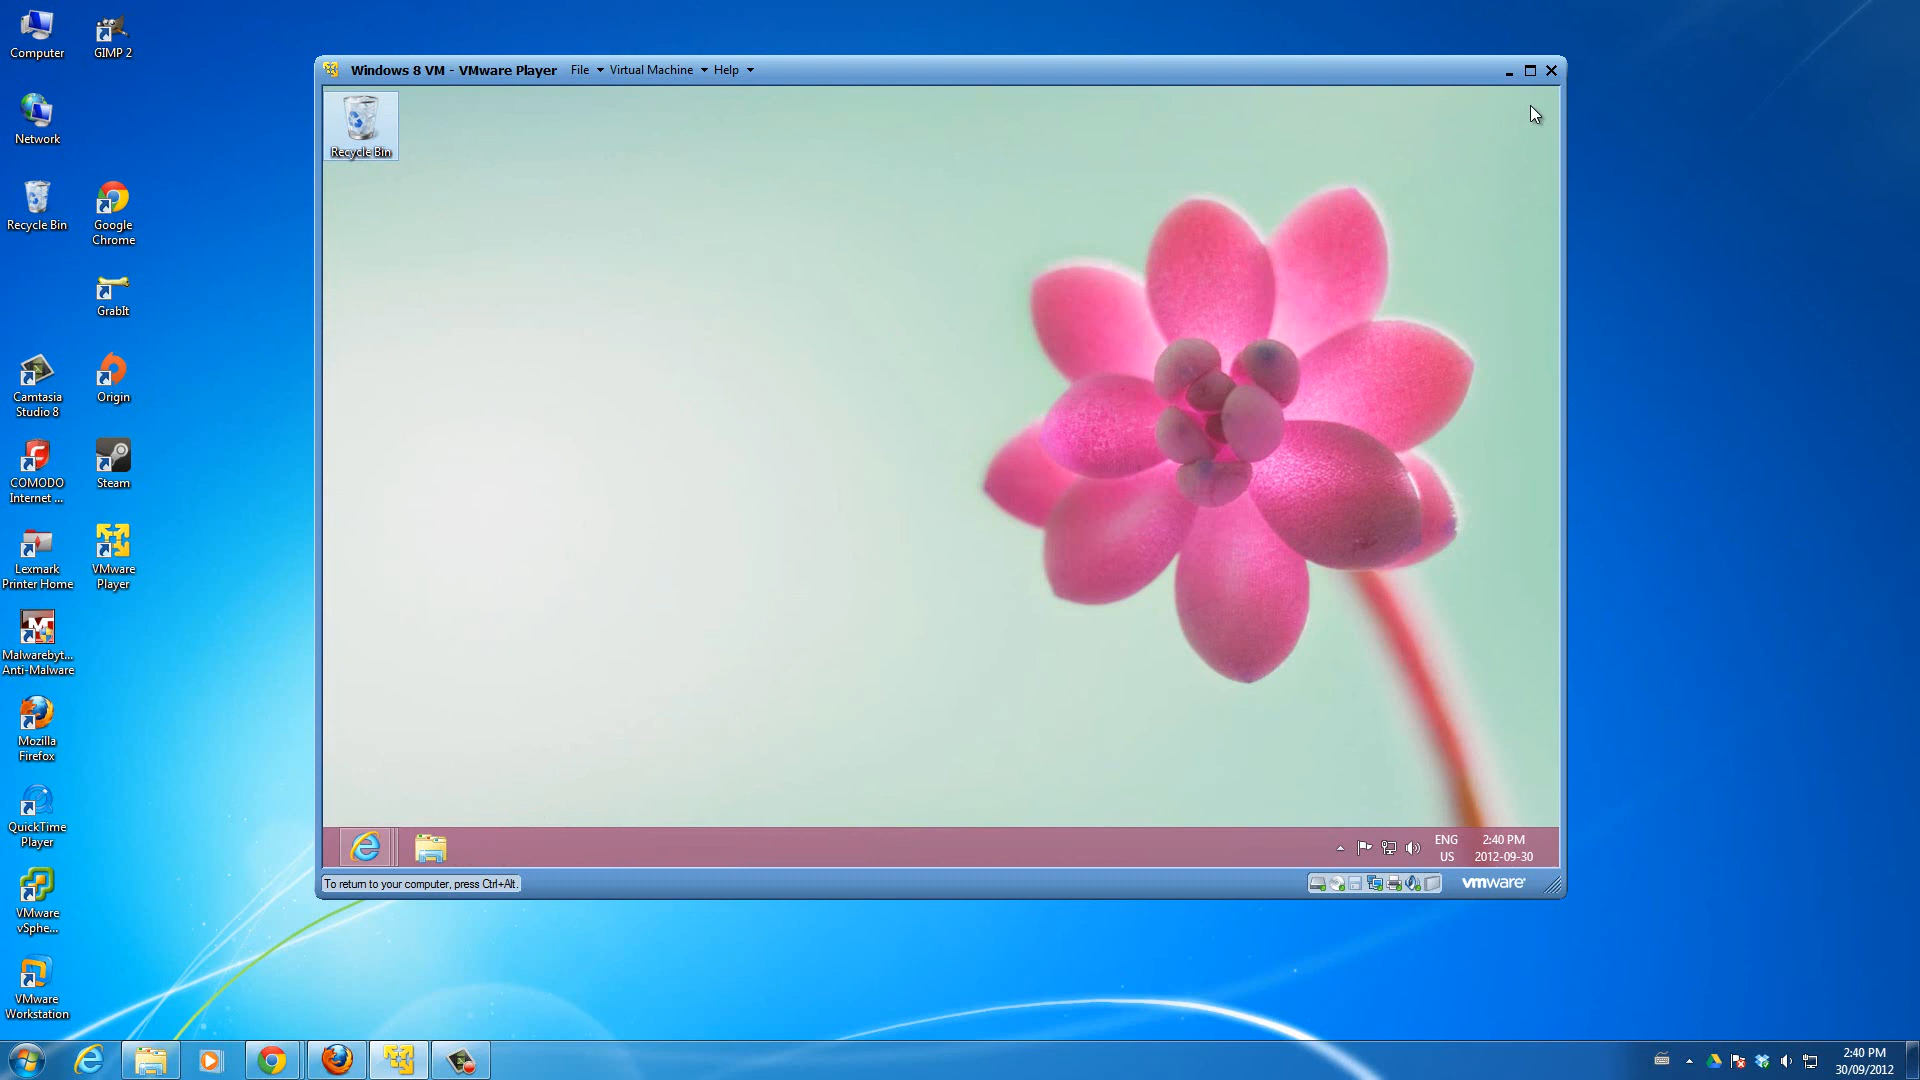 Computer
GIMP 2
Network
Recycle Bin
Google
Chrome
GrabIt
Camtasia
Studio 8
Origin
COMODO
Internet ...
Steam
Lexmark
Printer Home
VMware
Player
Malwarebyt...
Anti-Malware
Mozilla
Firefox
QuickTime
Player
VMware
vSphe...
VMware
Workstation
Windows 8 VM - VMware Player File Virtual Machine Help
Recycle Bin
ENG
US
2:40 PM
2012-09-30
To return to your computer, press Ctrl+Alt.
vmware
2:40 PM
30/09/2012